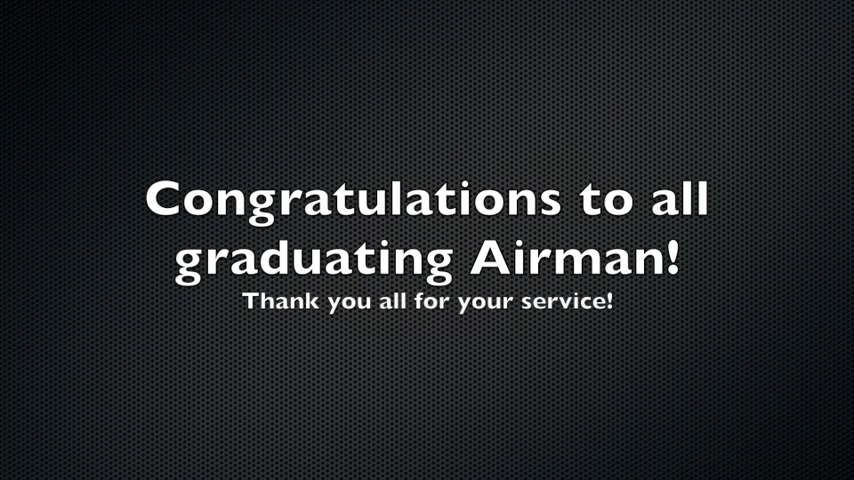 Congratulations to all
graduating Airman!
Thank you all for your service!